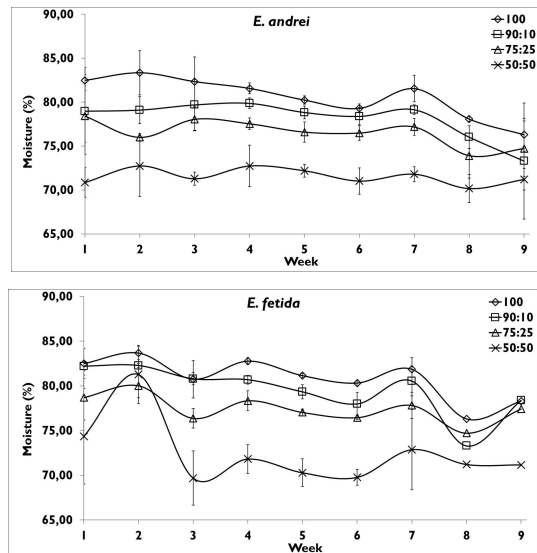 E. andrei
100
90:10
75:25
50:50
90,00
85,00
80,00
75,00
70,00
65,00
Moisture (%)
1 2 3 4 5 6 7 8 9
Week
E. fetida
100
90:10
75:25
50:50
90,00
85,00
80,00
75,00
70,00
65,00
Moisture (%)
1 2 3 4 5 6 7 8 9
Week